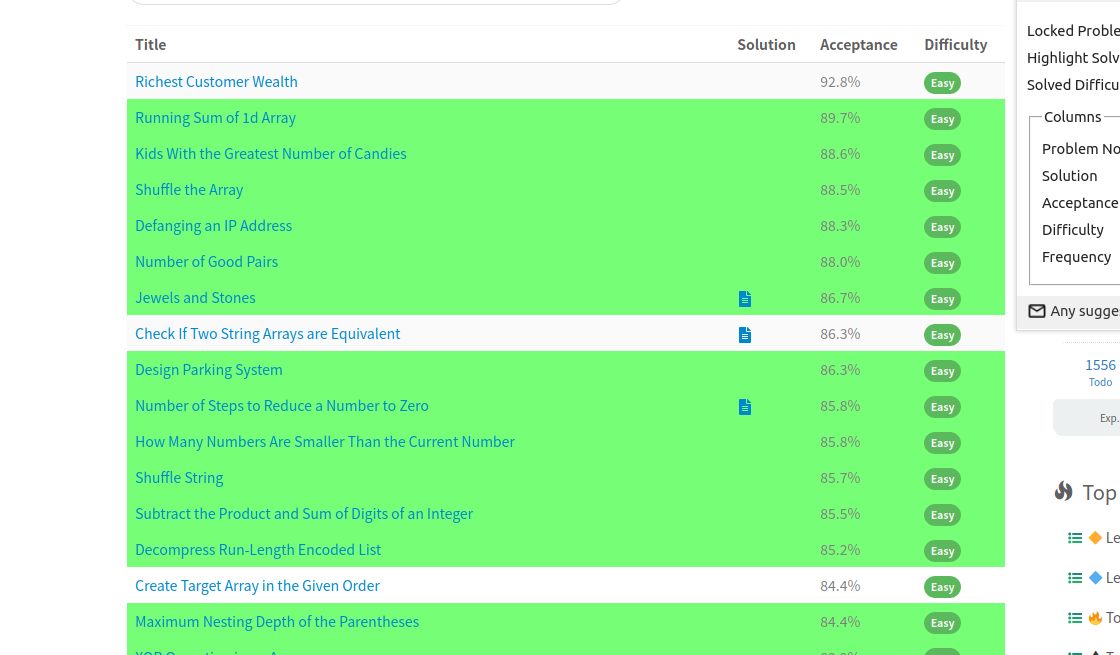 Title Solution Acceptance Difficulty
Richest Customer Wealth 92.8% Easy
Running Sum of 1d Array 89.7% Easy
Kids With the Greatest Number of Candies 88.6% Easy
Shuffle the Array 88.5% Easy
Defanging an IP Address 88.3% Easy
Number of Good Pairs 88.0% Easy
Jewels and Stones 86.7% Easy
Check If Two String Arrays are Equivalent 86.3% Easy
Design Parking System 86.3% Easy
Number of Steps to Reduce a Number to Zero 85.8% Easy
How Many Numbers Are Smaller Than the Current Number 85.8% Easy
Shuffle String 85.7% Easy
Subtract the Product and Sum of Digits of an Integer 85.5% Easy
Decompress Run-Length Encoded List 85.2% Easy
Create Target Array in the Given Order 84.4% Easy
Maximum Nesting Depth of the Parentheses 84.4% Easy
Locked Proble
Highlight Solv
Solved Difficu
Columns
Problem No
Solution
Acceptance
Difficulty
Frequency
Any sugge
1556
Todo
Exp.
Top
Le
Le
To